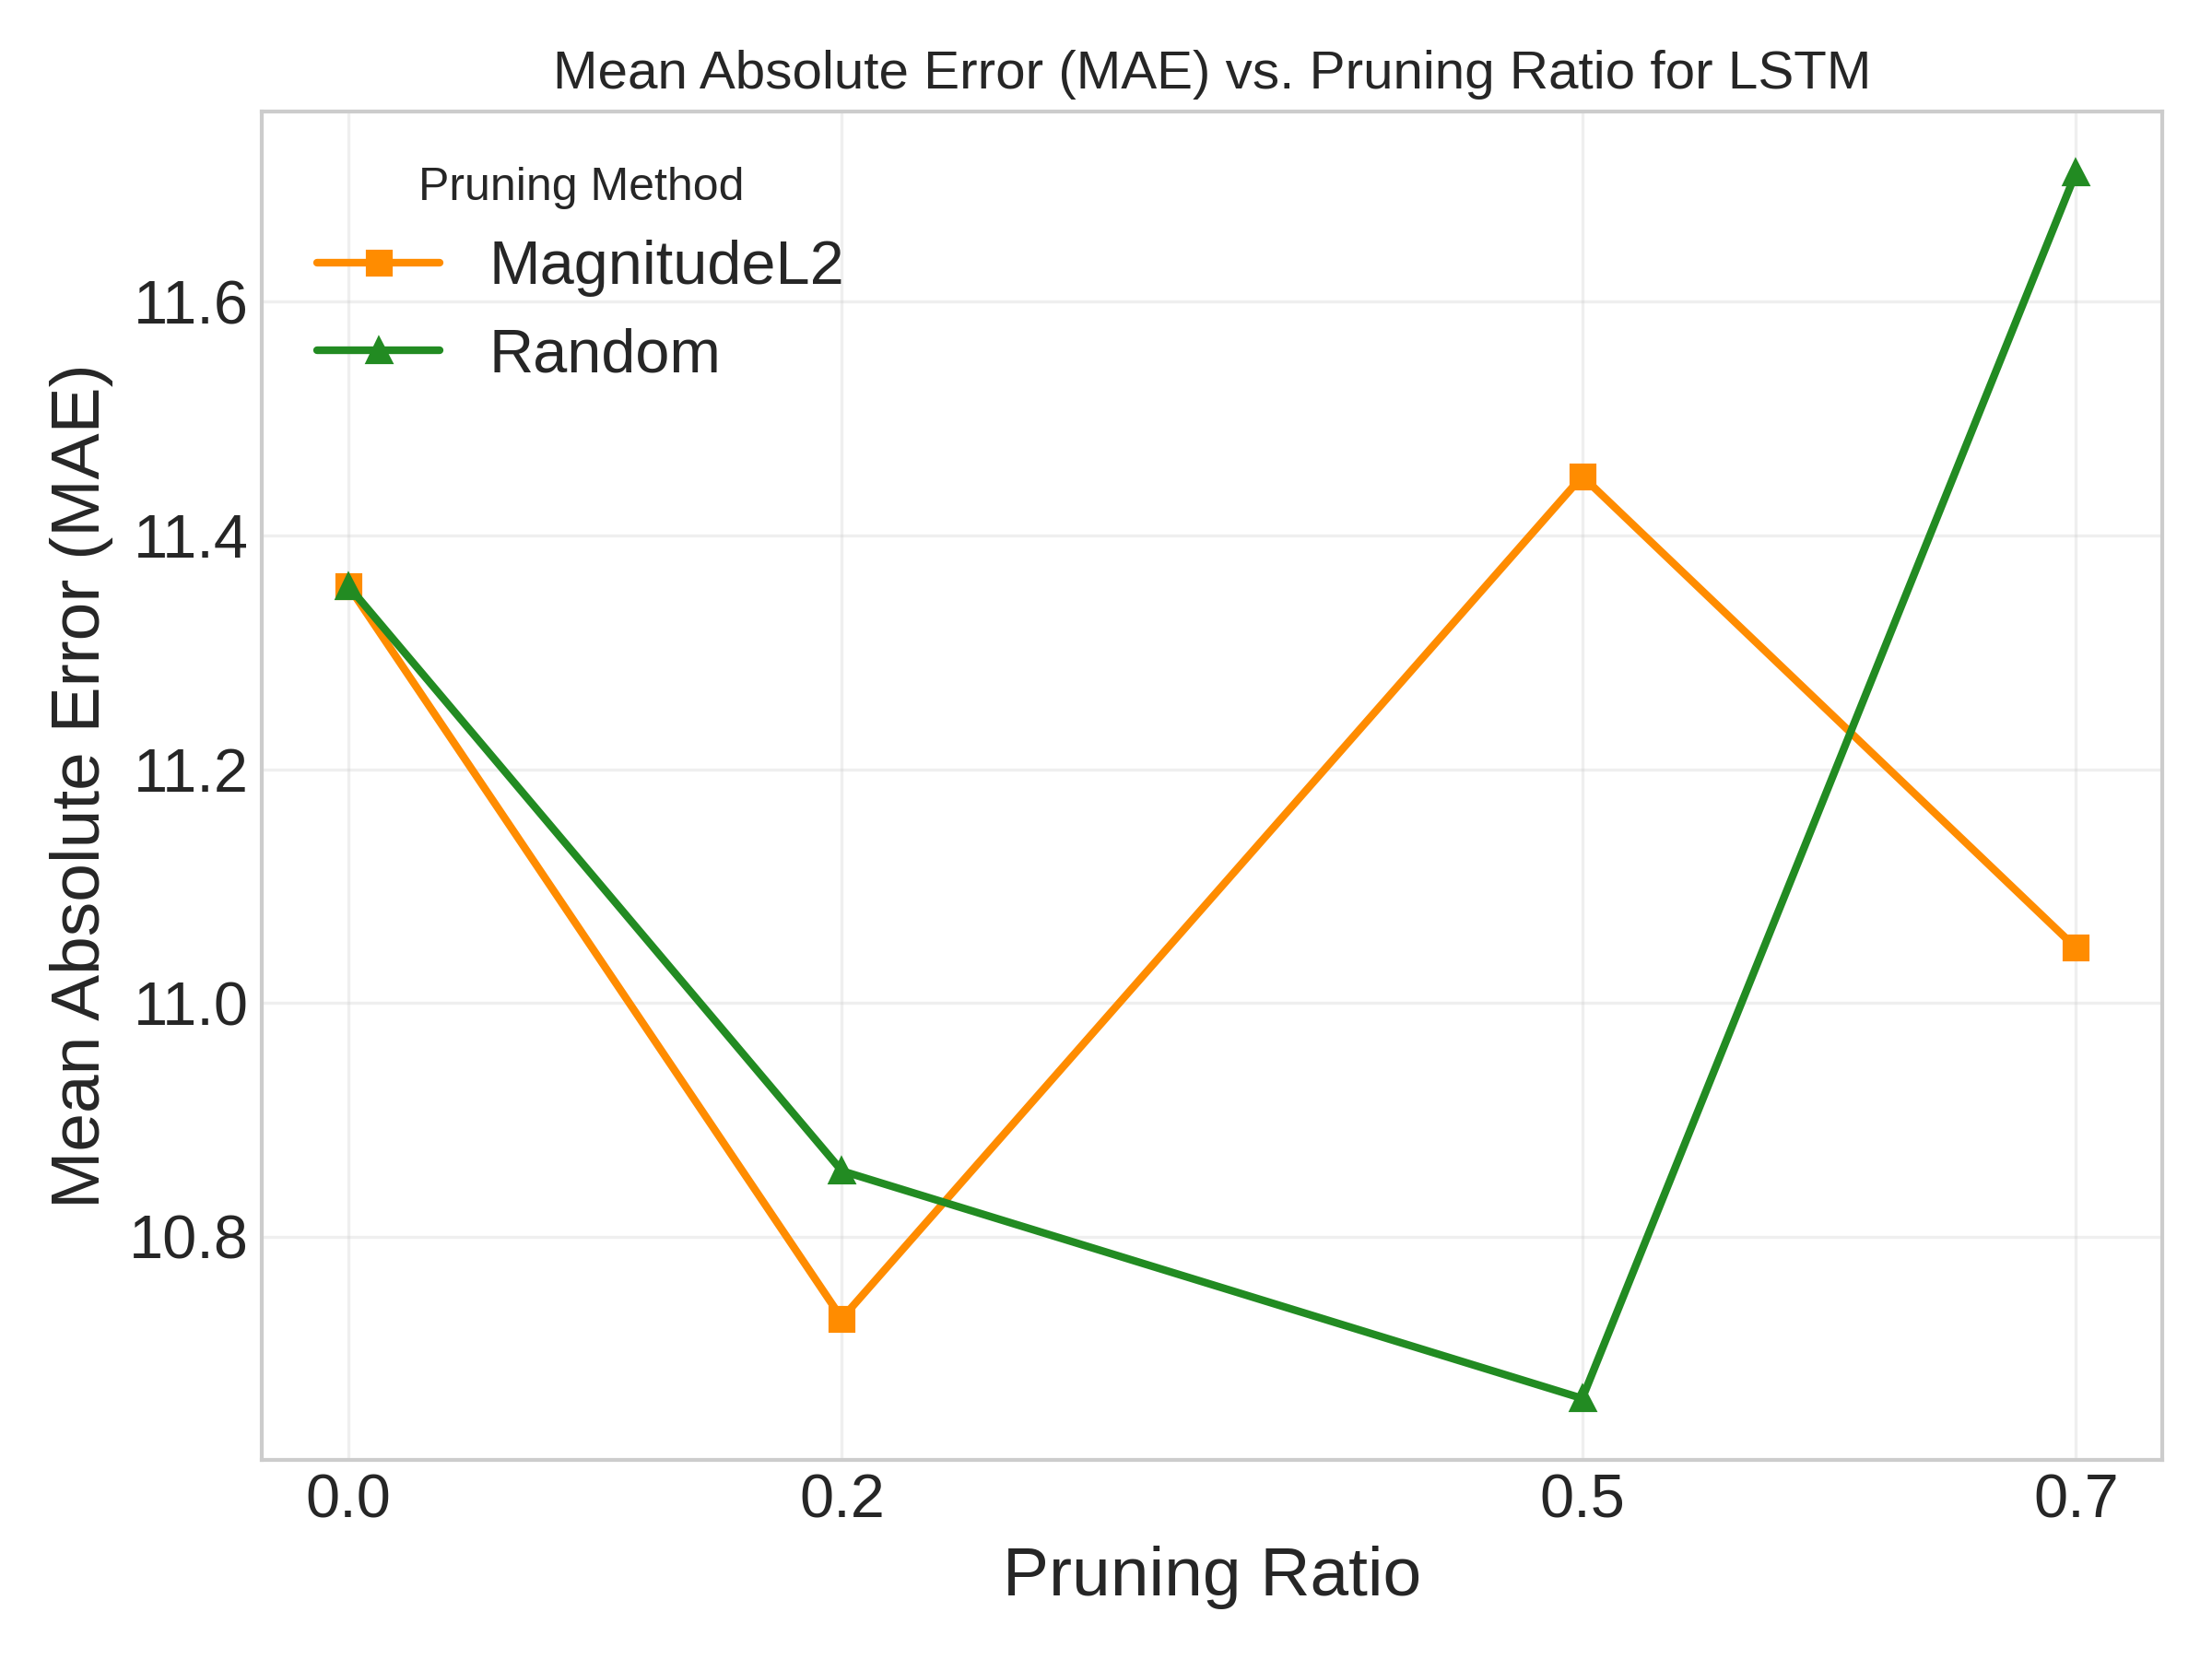 Mean Absolute Error (MAE) vs. Pruning Ratio for LSTM
Pruning Method
MagnitudeL2
Random
Mean Absolute Error (MAE)
11.6
11.4
11.2
11.0
10.8
0.0 0.2 0.5 0.7
Pruning Ratio